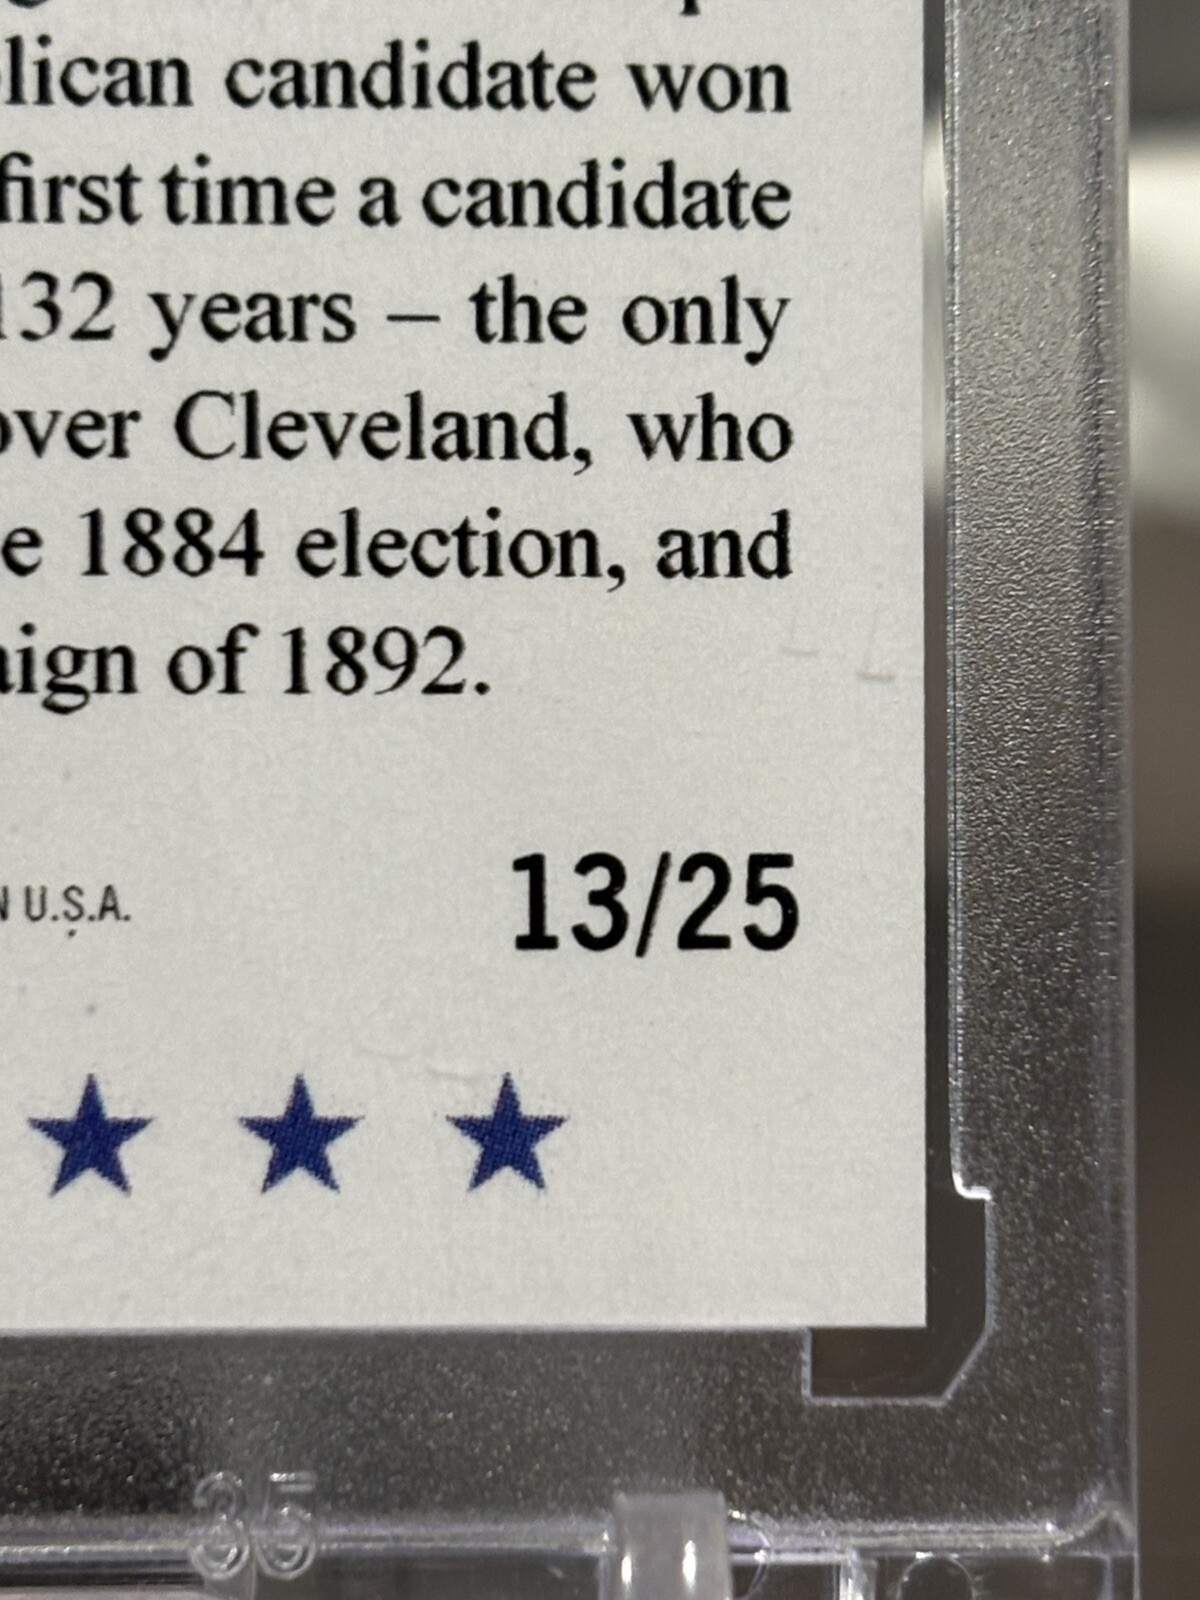 lican candidate won
first time a candidate
132 years – the only
over Cleveland, who
e 1884 election, and
aign of 1892.
N U.S.A.
13/25
35